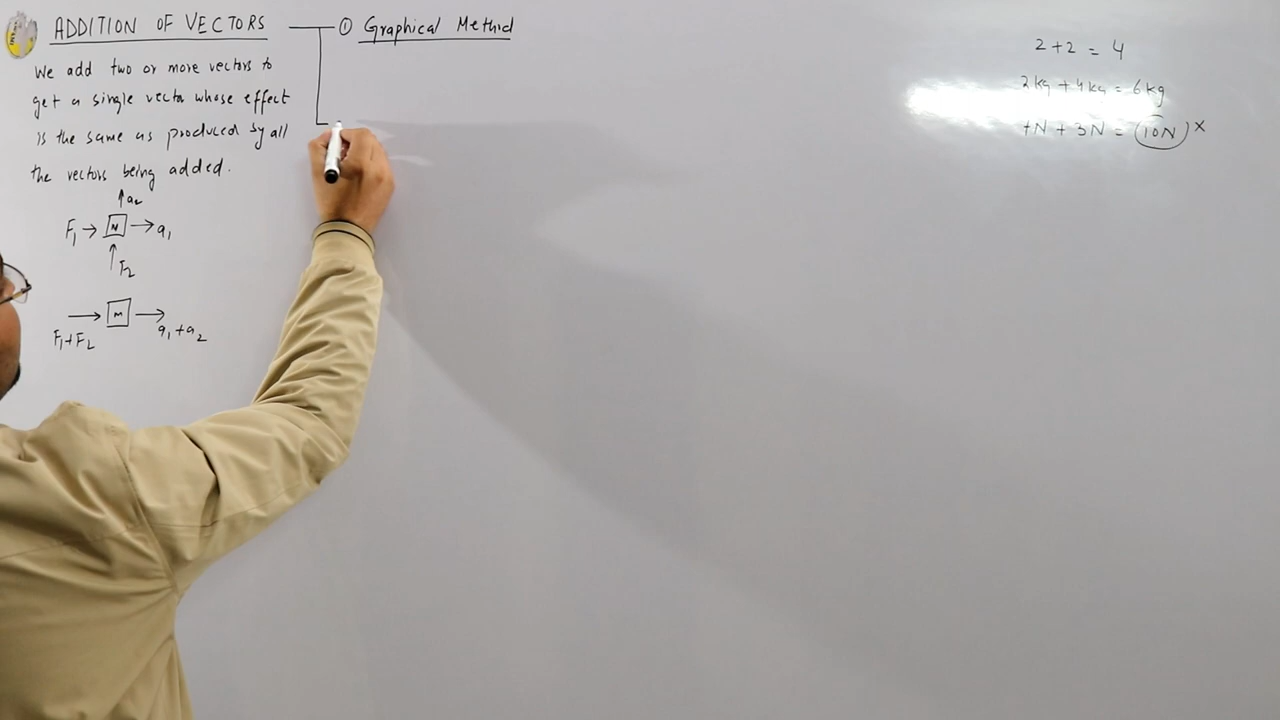 ADDITION OF VECTORS
① Graphical Method
We add two or more vectors to
get a single vector whose effect
is the same as produced by all
the vectors being added.
a2
F1 → M → a1
F2
M
F1+F2 a1+a2
2+2 = 4
2kg + 4kg = 6kg
7N + 3N = 10N ×